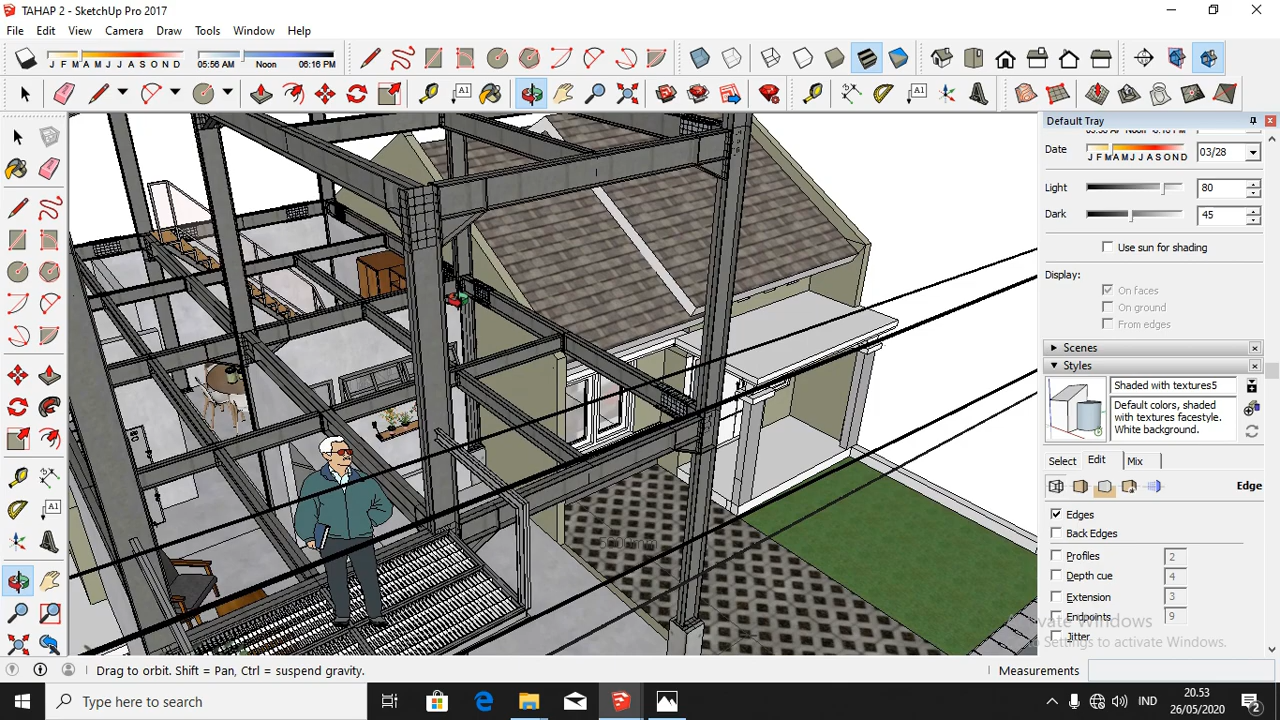 TAHAP 2 - SketchUp Pro 2017
File Edit View Camera Draw Tools Window Help
J F M A M J J A S O N D
05:56 AM Noon 06:16 PM
A1
Default Tray
Date
J F M A M J J A S O N D
03/28
Light 80
Dark 45
Use sun for shading
Display:
On faces
On ground
From edges
Scenes
Styles
Shaded with textures5
Default colors, shaded
with textures facestyle.
White background.
Select Edit Mix
Edge
Edges
Back Edges
Profiles 2
Depth cue 4
Extension 3
Endpoints 9
Jitter
A1
Drag to orbit. Shift = Pan, Ctrl = suspend gravity.
Measurements
Type here to search
IND
20.53
26/05/2020
2